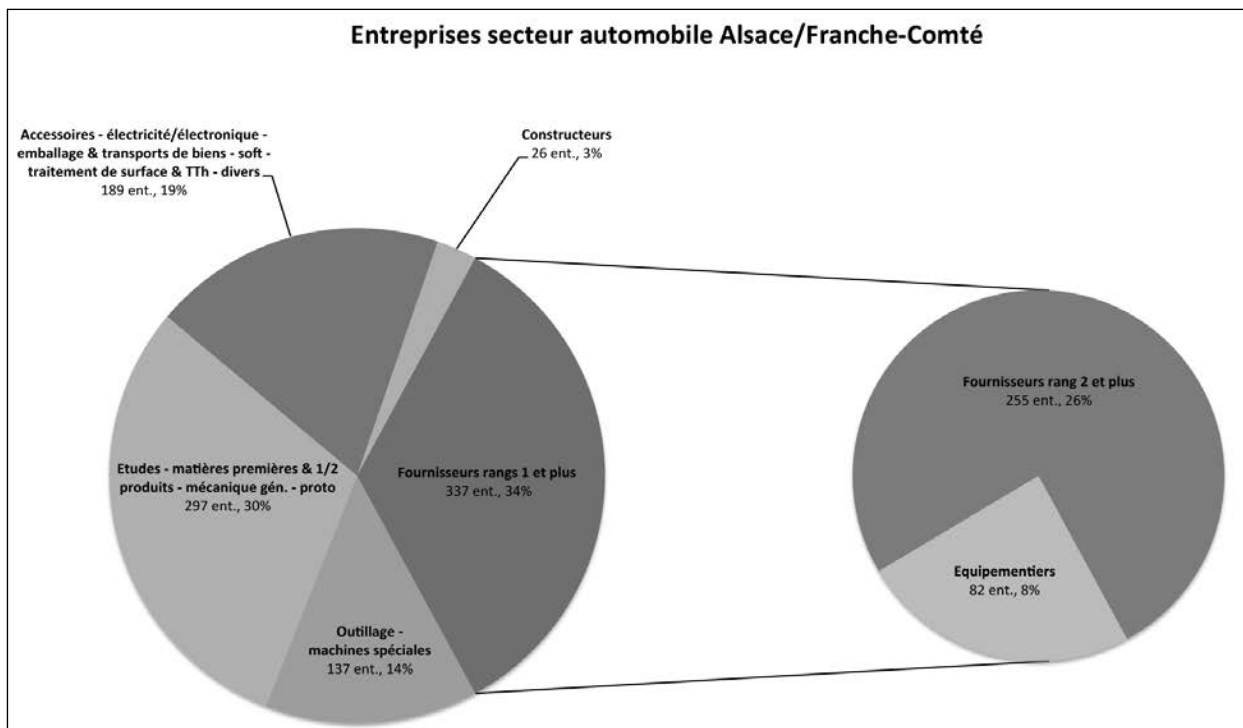 Entreprises secteur automobile Alsace/Franche-Comté
Accessoires - électricité/électronique -
emballage & transports de biens - soft -
traitement de surface & TTh - divers
189 ent., 19%
Constructeurs
26 ent., 3%
Fournisseurs rangs 1 et plus
337 ent., 34%
Etudes - matières premières & 1/2
produits - mécanique gén. - proto
297 ent., 30%
Outillage -
machines spéciales
137 ent., 14%
Fournisseurs rang 2 et plus
255 ent., 26%
Equipementiers
82 ent., 8%